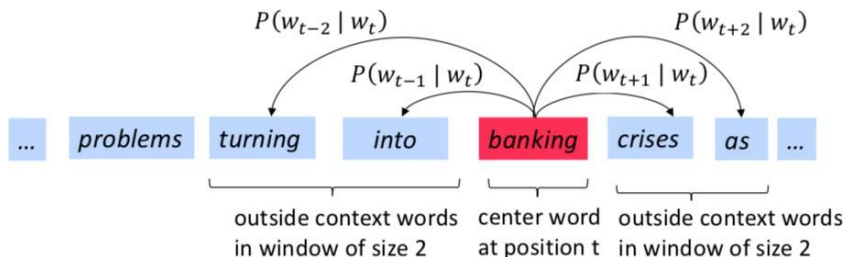 P(w_{t-2} | w_t) P(w_{t+2} | w_t)
P(w_{t-1} | w_t) P(w_{t+1} | w_t)
... problems turning into banking crises as ...
outside context words center word outside context words
in window of size 2 at position t in window of size 2